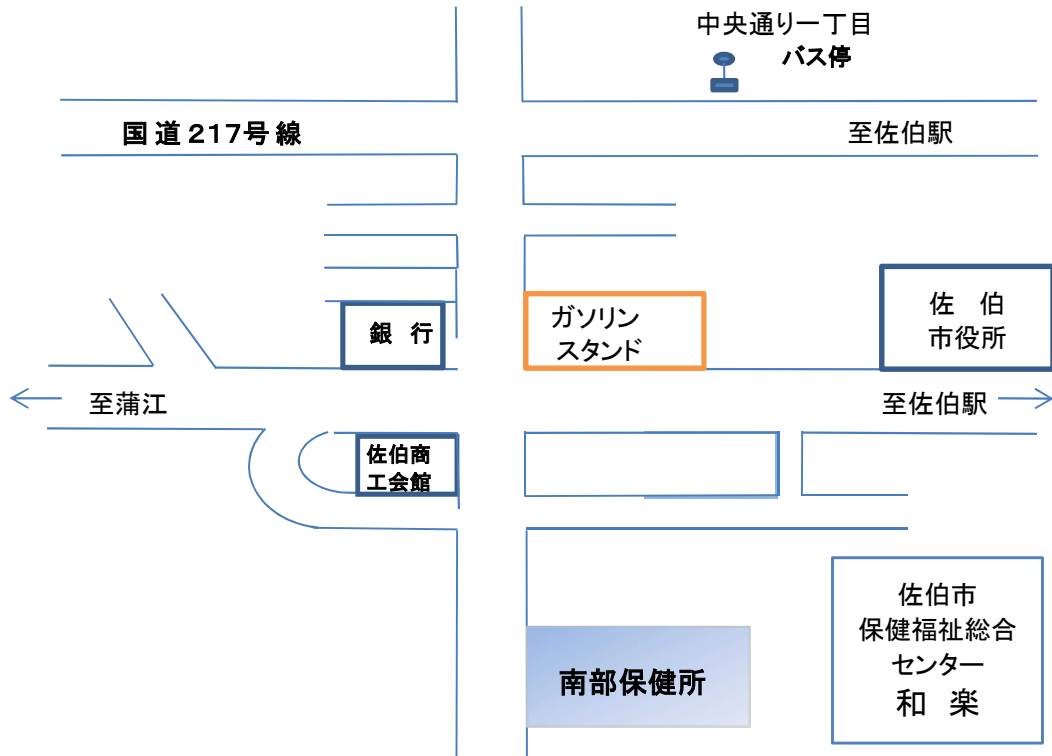 中央通り一丁目
バス停
国道217号線
至佐伯駅
佐 伯
市役所
ガソリン
スタンド
銀 行
至蒲江
至佐伯駅
佐伯商
工会館
佐伯市
保健福祉総合
センター
和 楽
南部保健所